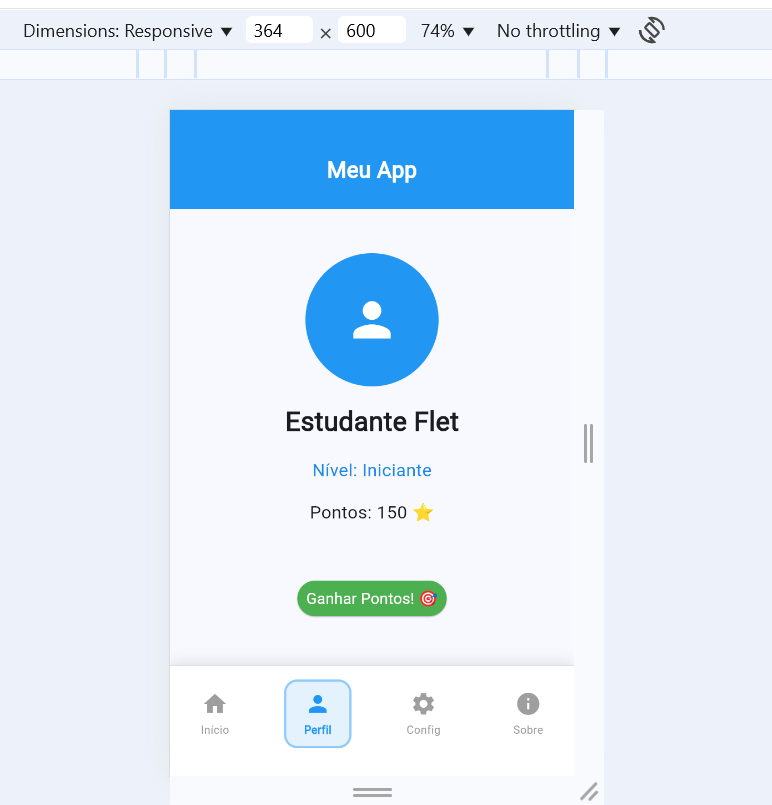 Dimensions: Responsive ▼ 364 × 600 74% ▼ No throttling ▼
Meu App
Estudante Flet
Nível: Iniciante
Pontos: 150 ⭐
Ganhar Pontos! 🎯
Início Perfil Config Sobre